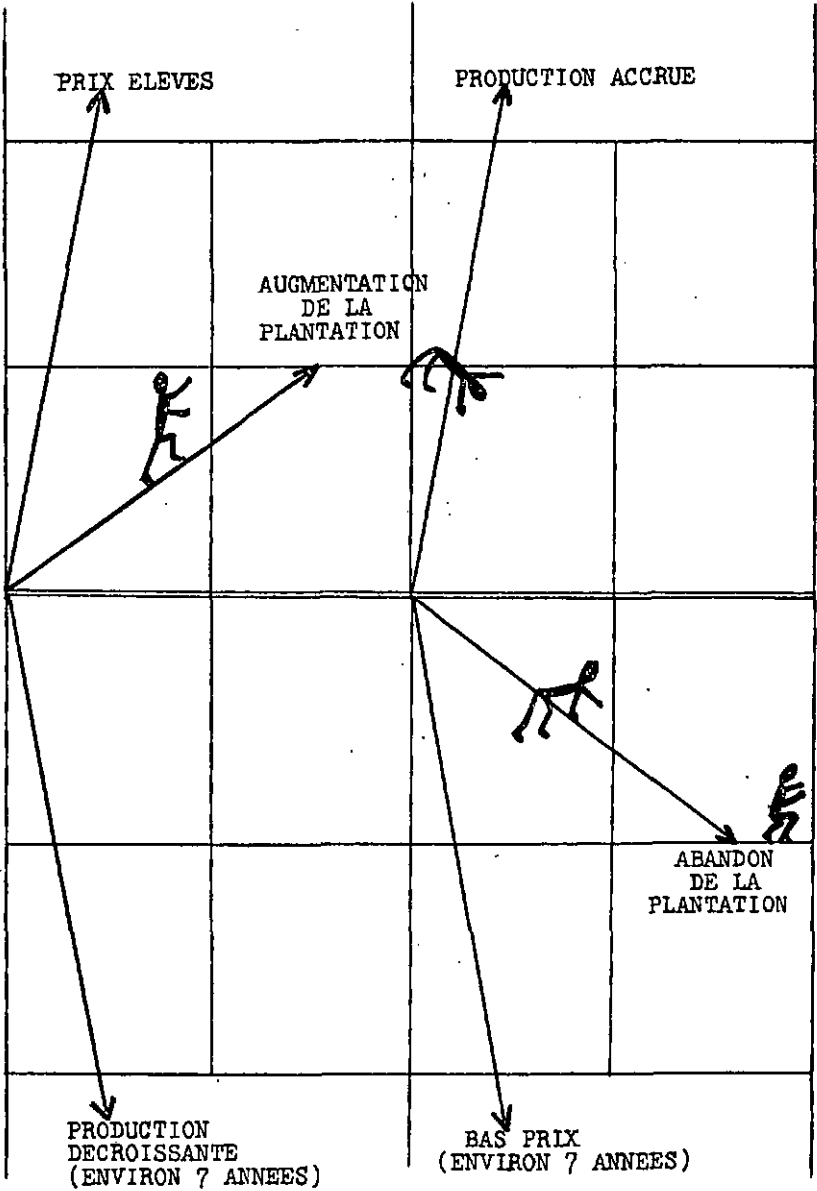 PRIX ELEVES
PRODUCTION ACCRUE
AUGMENTATION
DE LA
PLANTATION
ABANDON
DE LA
PLANTATION
PRODUCTION
DECROISSANTE
(ENVIRON 7 ANNEES)
BAS PRIX
(ENVIRON 7 ANNEES)